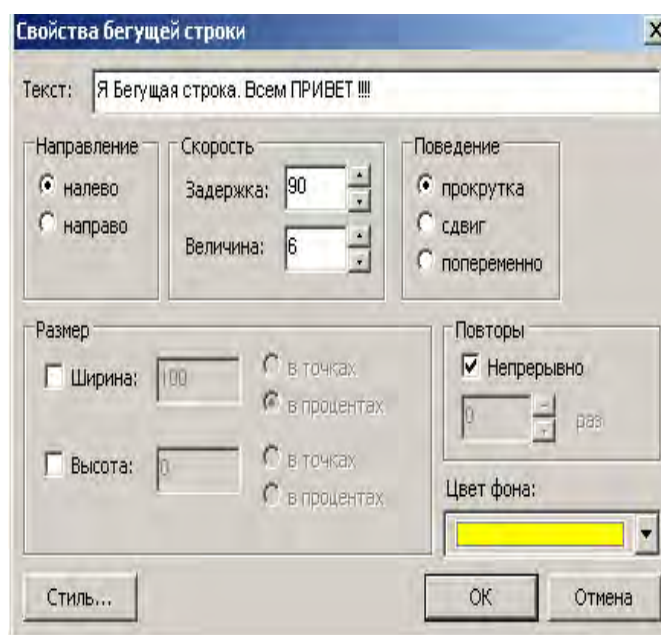 Свойства бегущей строки
Текст: Я Бегущая строка. Всем ПРИВЕТ !!!!
Направление
налево
направо
Скорость
Задержка: 90
Величина: 6
Поведение
прокрутка
сдвиг
попеременно
Размер
Ширина: 100
в точках
в процентах
Высота: 0
в точках
в процентах
Повторы
Непрерывно
0 раз
Цвет фона:
Стиль...
ОК
Отмена